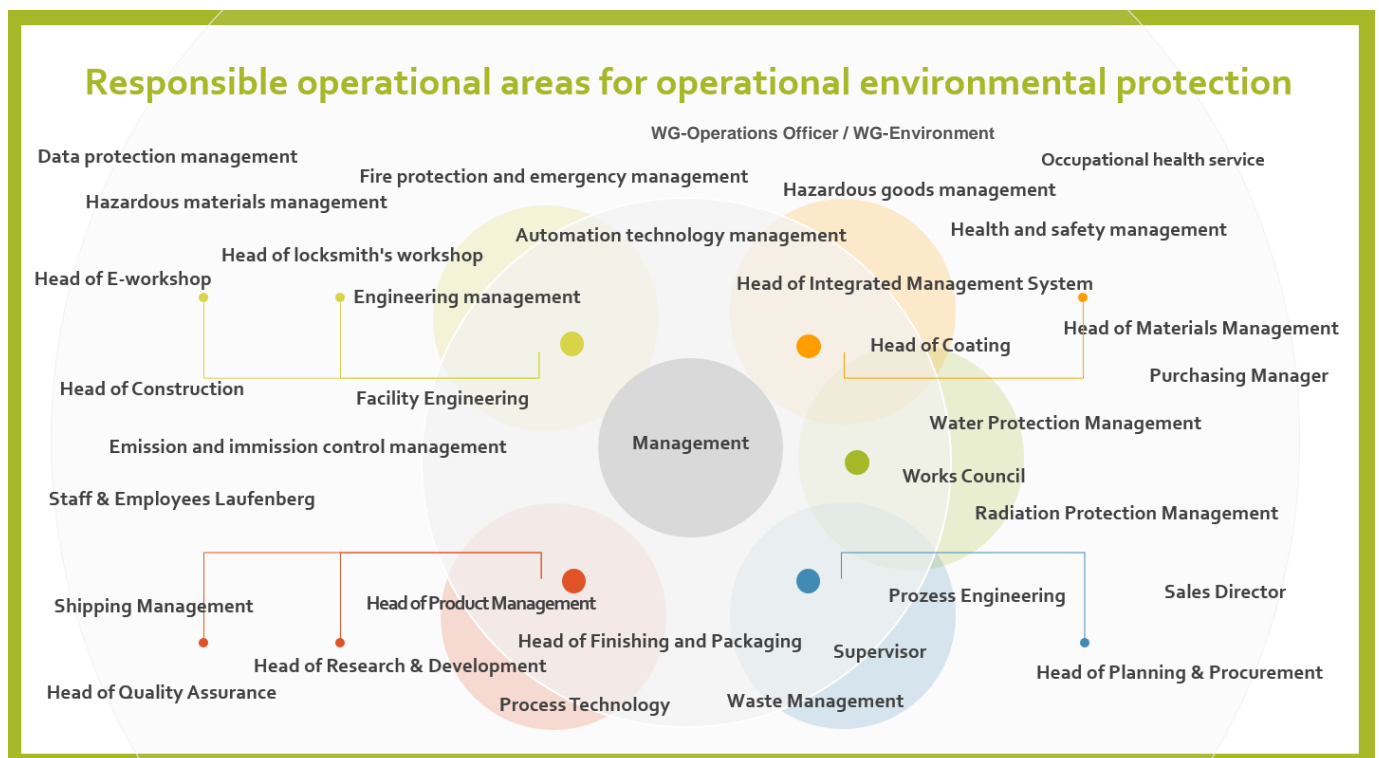 Responsible operational areas for operational environmental protection
WG-Operations Officer / WG-Environment
Data protection management
Occupational health service
Fire protection and emergency management
Hazardous goods management
Hazardous materials management
Health and safety management
Automation technology management
Head of locksmith's workshop
Head of E-workshop
Head of Integrated Management System
Engineering management
Head of Materials Management
Head of Coating
Purchasing Manager
Head of Construction
Facility Engineering
Water Protection Management
Management
Emission and immission control management
Works Council
Staff & Employees Laufenberg
Radiation Protection Management
Sales Director
Prozess Engineering
Shipping Management
Head of Product Management
Head of Finishing and Packaging
Supervisor
Head of Research & Development
Head of Planning & Procurement
Head of Quality Assurance
Waste Management
Process Technology